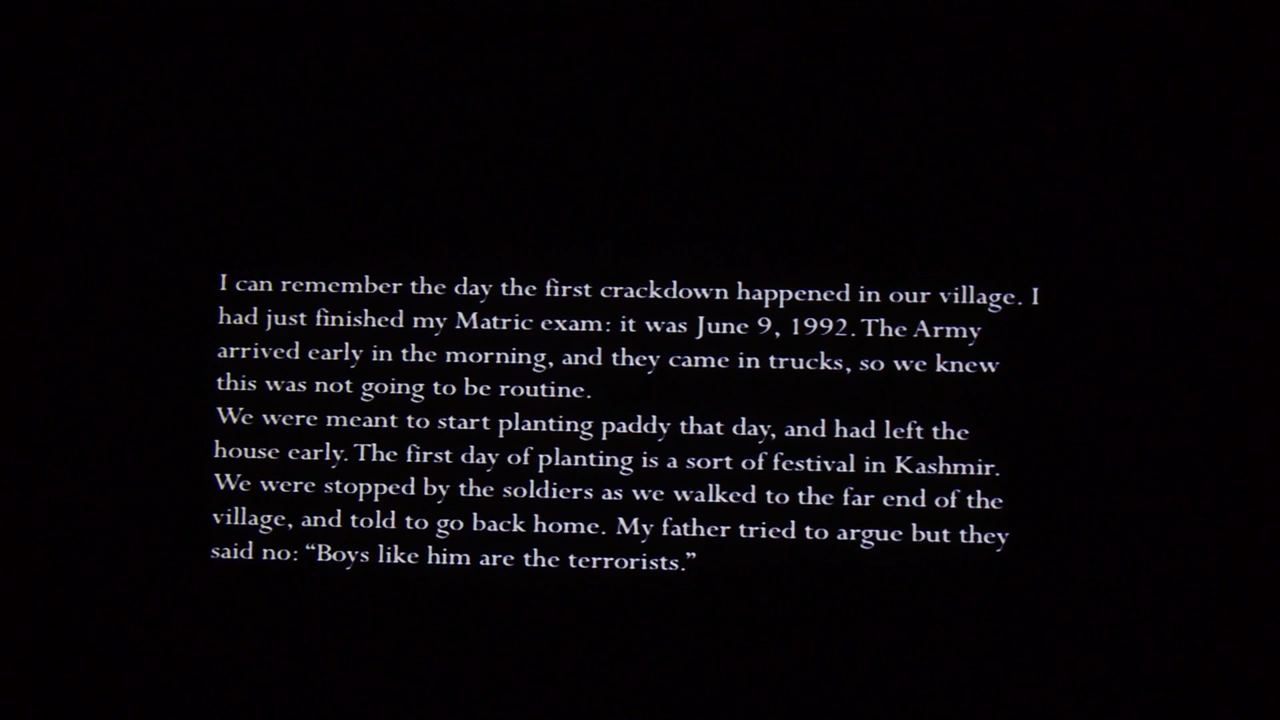 I can remember the day the first crackdown happened in our village. I
had just finished my Matric exam: it was June 9, 1992. The Army
arrived early in the morning, and they came in trucks, so we knew
this was not going to be routine.
We were meant to start planting paddy that day, and had left the
house early. The first day of planting is a sort of festival in Kashmir.
We were stopped by the soldiers as we walked to the far end of the
village, and told to go back home. My father tried to argue but they
said no: “Boys like him are the terrorists.”